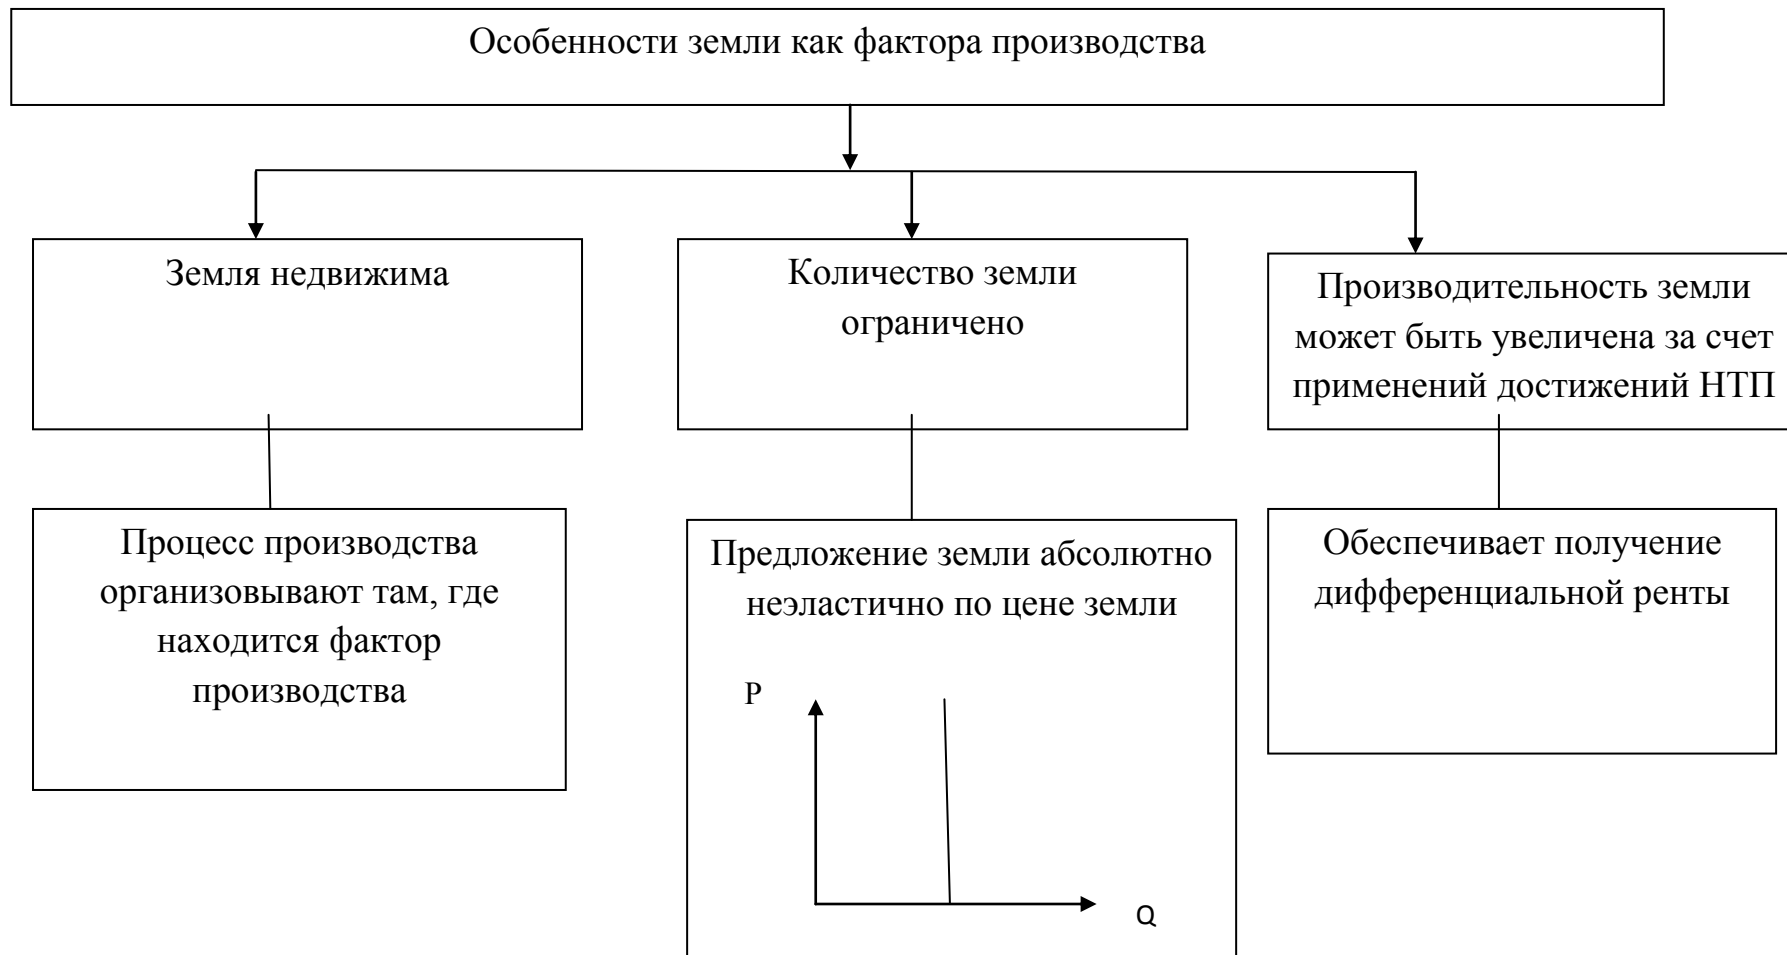 Особенности земли как фактора производства
Земля недвижима
Количество земли
ограничено
Производительность земли
может быть увеличена за счет
применений достижений НТП
Процесс производства
организовывают там, где
находится фактор
производства
Предложение земли абсолютно
неэластично по цене земли
P
Q
Обеспечивает получение
дифференциальной ренты